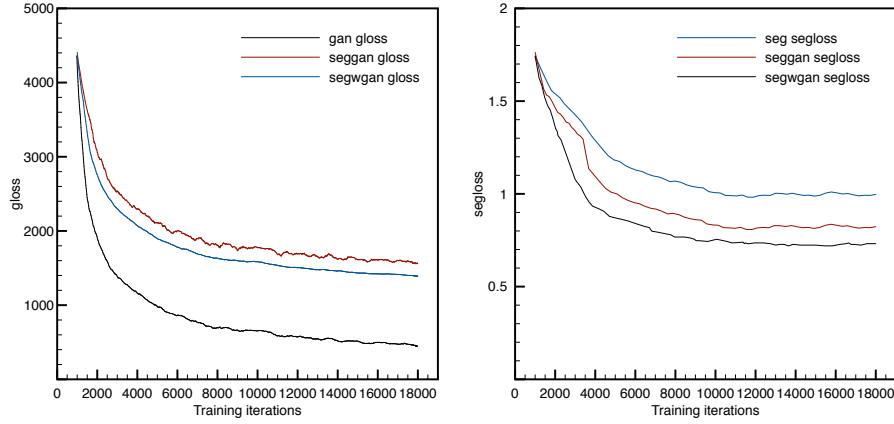 5000
4000
3000
2000
1000
gloss
gan gloss
seggan gloss
segwgan gloss
0 2000 4000 6000 8000 10000 12000 14000 16000 18000
Training iterations
2
1.5
1
0.5
segloss
seg segloss
seggan segloss
segwgan segloss
0 2000 4000 6000 8000 10000 12000 14000 16000 18000
Training iterations